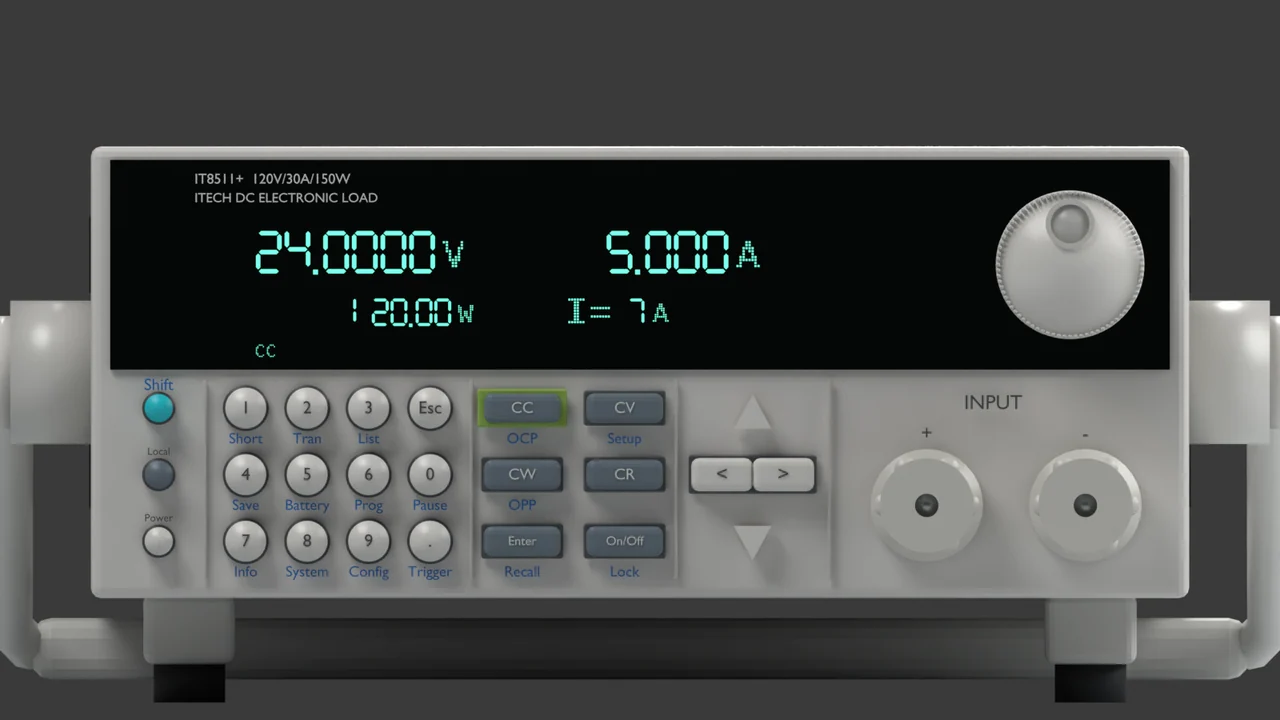 IT8511+ 120V/30A/150W
ITECH DC ELECTRONIC LOAD
24.0000V 5.000A
120.00W I= 7A
CC
Shift
1 2 3 Esc CC CV
INPUT
Short Tran List OCP Setup
+ -
Local
4 5 6 0 CW CR < >
Save Battery Prog Pause OPP
Power
7 8 9 . Enter On/Off
Info System Config Trigger Recall Lock